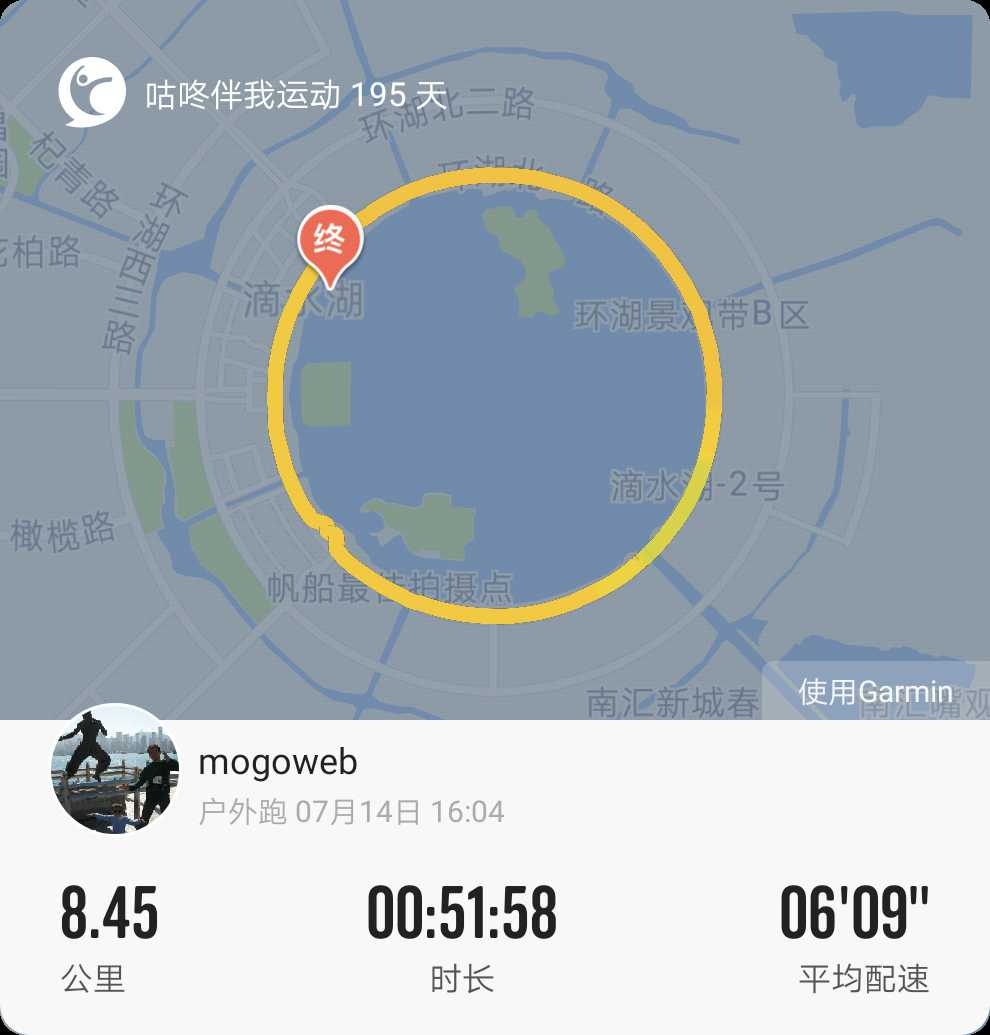 咕咚伴我运动 195 天
环湖北二路
杞青路
环湖西三路
环湖北
路
柏路
终
滴水湖
环湖景观带B区
滴水湖-2号
橄榄路
帆船最佳拍摄点
南汇新城春
使用Garmin
南汇嘴观
mogoweb
户外跑 07月14日 16:04
8.45
00:51:58
06'09"
公里
时长
平均配速